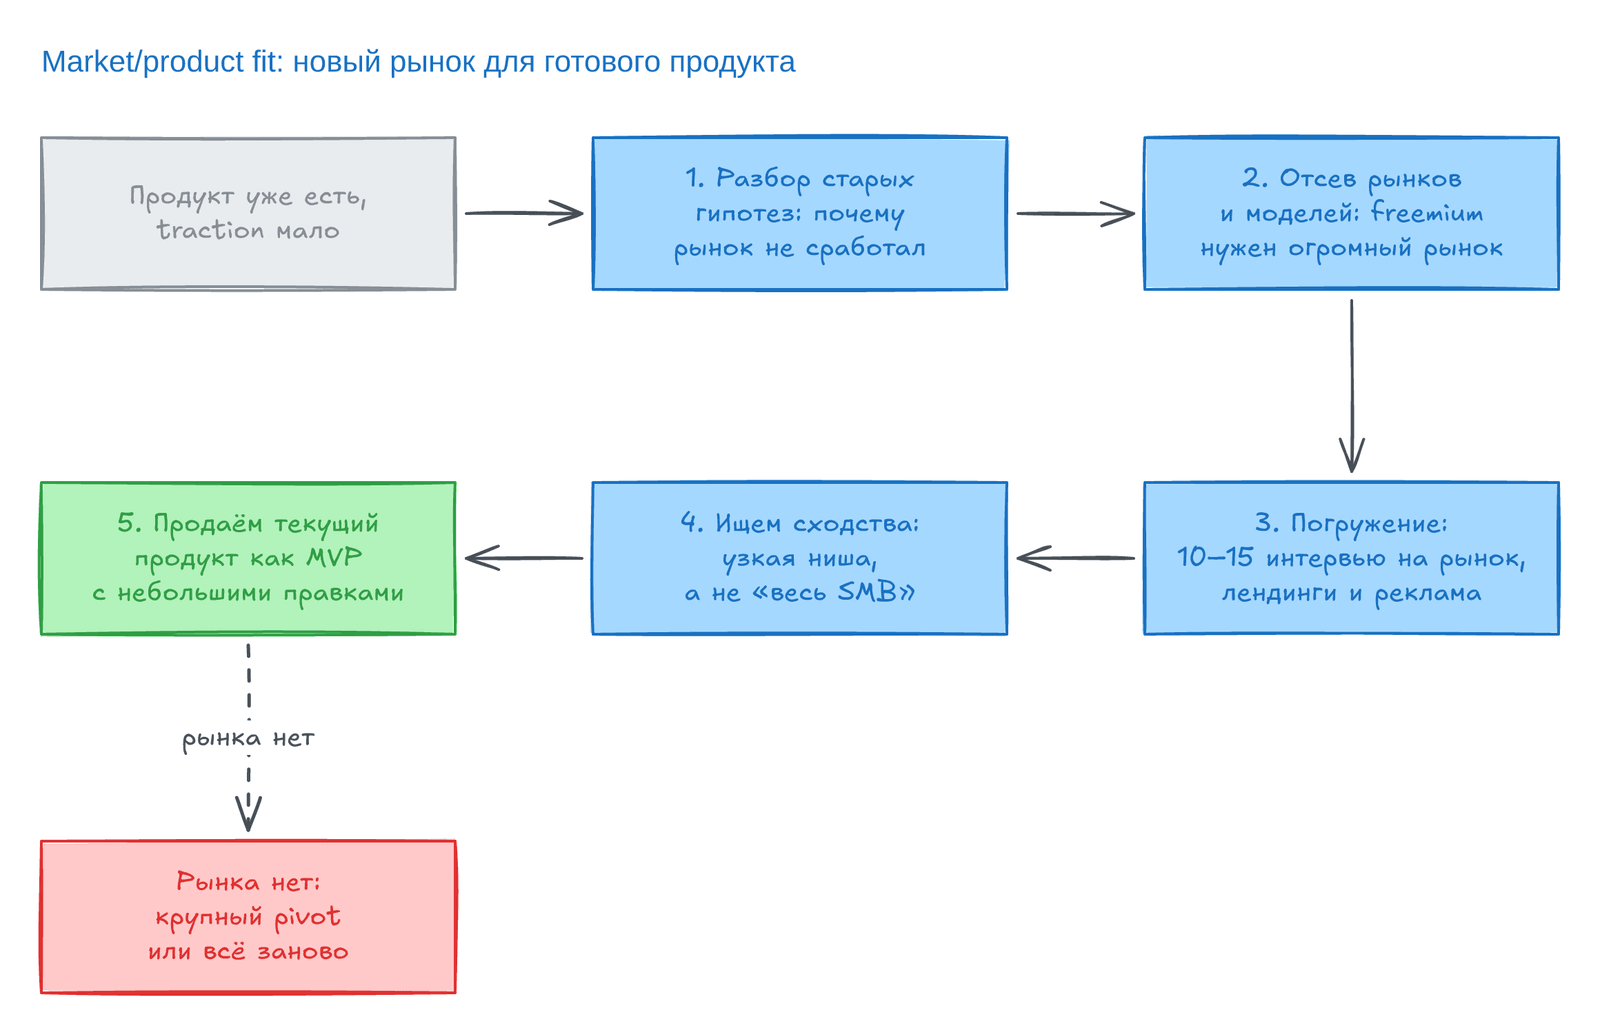 Market/product fit: новый рынок для готового продукта
Продукт уже есть,
traction мало
1. Разбор старых
гипотез: почему
рынок не сработал
2. Отсев рынков
и моделей: freemium
нужен огромный рынок
5. Продаём текущий
продукт как MVP
с небольшими правками
4. Ищем сходства:
узкая ниша,
а не «весь SMB»
3. Погружение:
10–15 интервью на рынок,
лендинги и реклама
рынка нет
Рынка нет:
крупный pivot
или всё заново